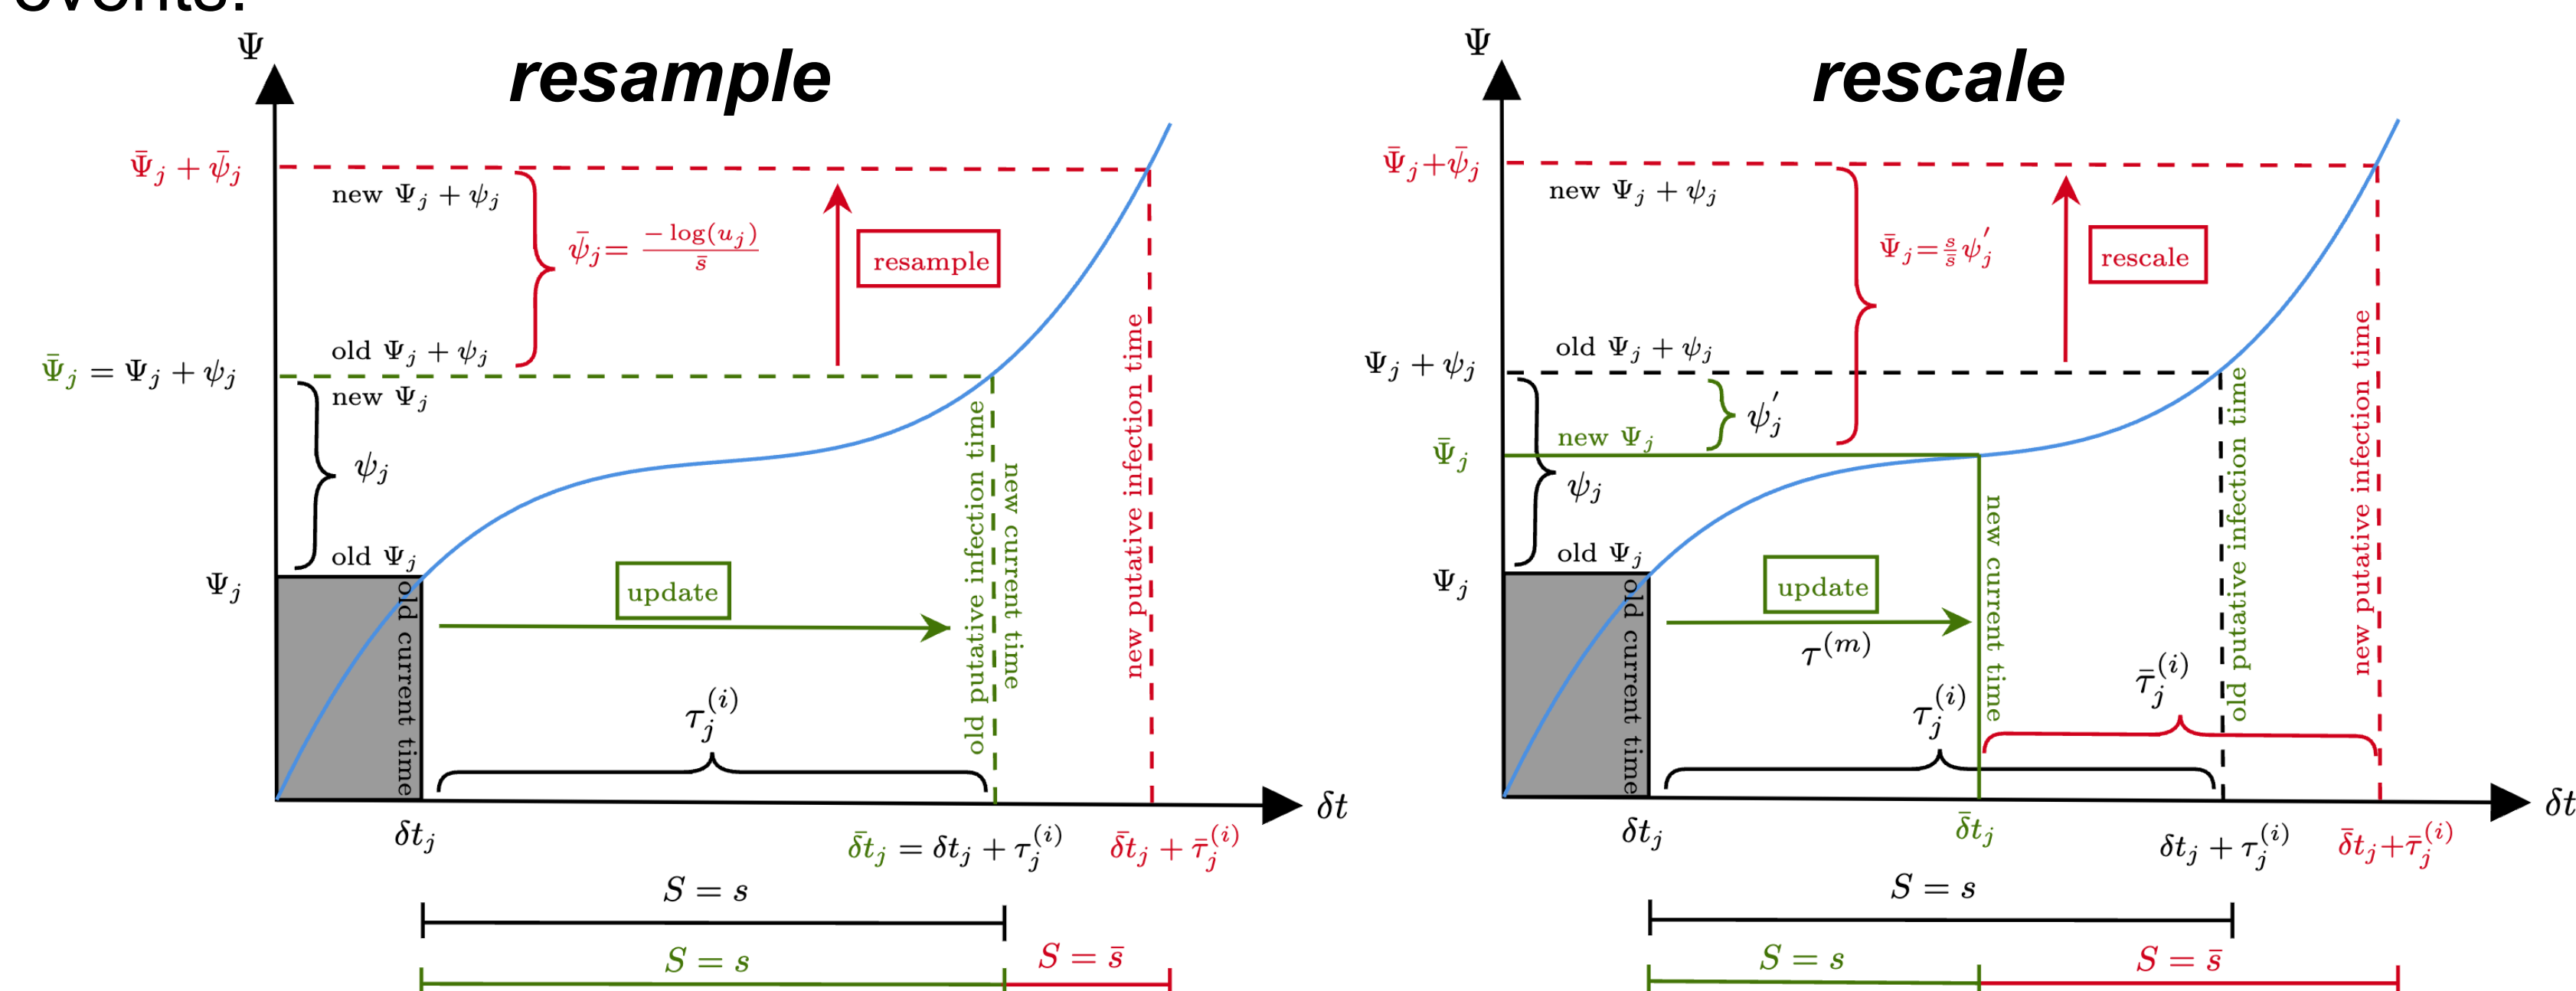 events.
resample
Ψ
Ψ̄_j + ψ̄_j
new Ψ_j + ψ_j
ψ̄_j = −log(u_j) / s̄
resample
old Ψ_j + ψ_j
Ψ̄_j = Ψ_j + ψ_j
new Ψ_j
ψ_j
old Ψ_j
Ψ_j
old current time
update
old putative infection time
new current time
new putative infection time
τ_j^(i)
δt
δt_j
δ̄t_j = δt_j + τ_j^(i)
δ̄t_j + τ̄_j^(i)
S = s
S = s
S = s̄
rescale
Ψ
Ψ̄_j+ψ̄_j
new Ψ_j + ψ_j
Ψ̄_j = s/s̄ ψ_j′
rescale
old Ψ_j + ψ_j
Ψ_j + ψ_j
ψ_j′
new Ψ_j
Ψ̄_j
ψ_j
old Ψ_j
Ψ_j
old current time
update
τ^(m)
new current time
old putative infection time
new putative infection time
τ̄_j^(i)
τ_j^(i)
δt
δt_j
δ̄t_j
δt_j + τ_j^(i)
δ̄t_j+τ̄_j^(i)
S = s
S = s
S = s̄